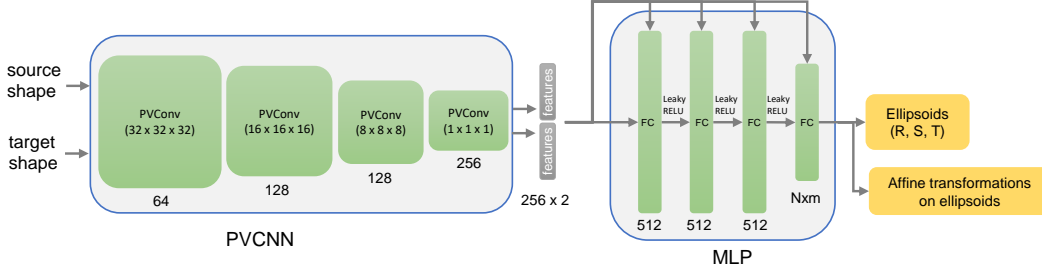 source
shape
target
shape
PVConv
(32 x 32 x 32)
64
PVConv
(16 x 16 x 16)
128
PVConv
(8 x 8 x 8)
128
PVConv
(1 x 1 x 1)
256
PVCNN
features
features
256 x 2
FC
512
Leaky
RELU
FC
512
Leaky
RELU
FC
512
Leaky
RELU
FC
Nxm
MLP
Ellipsoids
(R, S, T)
Affine transformations
on ellipsoids